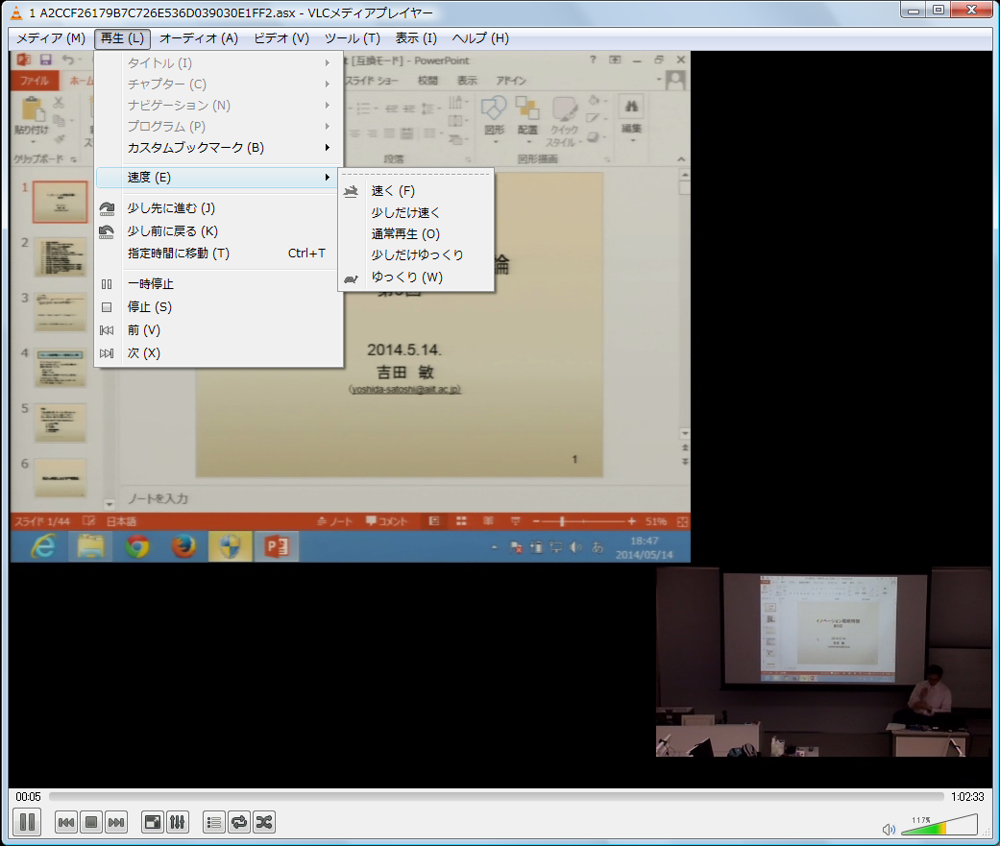 1 A2CCF26179B7C726E536D039030E1FF2.asx - VLCメディアプレイヤー
メディア (M) 再生 (L) オーディオ (A) ビデオ (V) ツール (T) 表示 (I) ヘルプ (H)
タイトル (I)
チャプター (C)
ナビゲーション (N)
プログラム (P)
カスタムブックマーク (B)
速度 (E)
少し先に進む (J)
少し前に戻る (K)
指定時間に移動 (T) Ctrl+T
一時停止
停止 (S)
前 (V)
次 (X)
速く (F)
少しだけ速く
通常再生 (O)
少しだけゆっくり
ゆっくり (W)
[互換モード] - PowerPoint
ファイル ホーム
スライド ショー 校閲 表示 アドイン
貼り付け
図形 配置 クイック
スタイル
編集
クリップボード
段落 図形描画
1
2
3
4
5
6
論
2014.5.14.
吉田 敏
(yoshida-satoshi@aiit.ac.jp)
1
ノートを入力
スライド 1/44 日本語 ノート コメント 51%
あ
18:47
2014/05/14
00:05 1:02:33
117%